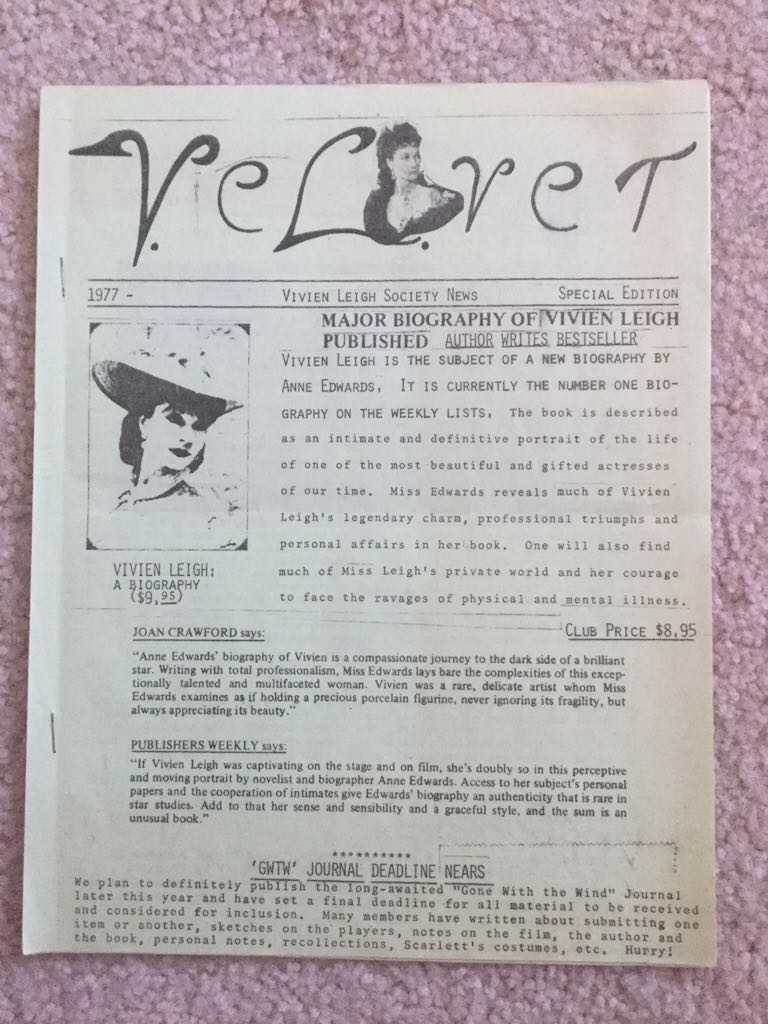 V.eL.vet
1977 - VIVIEN LEIGH SOCIETY NEWS SPECIAL EDITION
MAJOR BIOGRAPHY OF VIVIEN LEIGH
PUBLISHED AUTHOR WRITES BESTSELLER
VIVIEN LEIGH IS THE SUBJECT OF A NEW BIOGRAPHY BY
ANNE EDWARDS. IT IS CURRENTLY THE NUMBER ONE BIO-
GRAPHY ON THE WEEKLY LISTS. The book is described
as an intimate and definitive portrait of the life
of one of the most beautiful and gifted actresses
of our time. Miss Edwards reveals much of Vivien
Leigh's legendary charm, professional triumphs and
personal affairs in her book. One will also find
much of Miss Leigh's private world and her courage
to face the ravages of physical and mental illness.
VIVIEN LEIGH:
A BIOGRAPHY
($9.95)
CLUB PRICE $8.95
JOAN CRAWFORD says:
"Anne Edwards' biography of Vivien is a compassionate journey to the dark side of a brilliant
star. Writing with total professionalism, Miss Edwards lays bare the complexities of this excep-
tionally talented and multifaceted woman. Vivien was a rare, delicate artist whom Miss
Edwards examines as if holding a precious porcelain figurine, never ignoring its fragility, but
always appreciating its beauty."
PUBLISHERS WEEKLY says:
"If Vivien Leigh was captivating on the stage and on film, she's doubly so in this perceptive
and moving portrait by novelist and biographer Anne Edwards. Access to her subject's personal
papers and the cooperation of intimates give Edwards' biography an authenticity that is rare in
star studies. Add to that her sense and sensibility and a graceful style, and the sum is an
unusual book."
**********
'GWTW' JOURNAL DEADLINE NEARS
We plan to definitely publish the long-awaited "Gone With the Wind" Journal
later this year and have set a final deadline for all material to be received
and considered for inclusion. Many members have written about submitting one
item or another, sketches on the players, notes on the film, the author and
the book, personal notes, recollections, Scarlett's costumes, etc. Hurry!